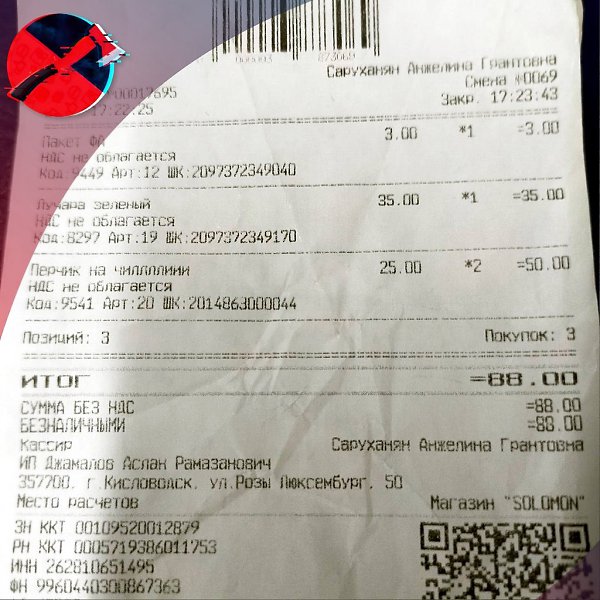 873069
Саруханян Анжелина Грантовна
Смена №0069
Закр. 17:23:43
17:22:25
Пакет ФА 3.00 *1 =3.00
НДС не облагается
Код:9449 Арт:12 ШК:2097372349040
Лучара зеленый 35.00 *1 =35.00
НДС не облагается
Код:8297 Арт:19 ШК:2097372349170
Перчик на чилллллиии 25.00 *2 =50.00
НДС не облагается
Код:9541 Арт:20 ШК:2014863000044
Позиций: 3 Покупок: 3
ИТОГ =88.00
СУММА БЕЗ НДС =88.00
БЕЗНАЛИЧНЫМИ =88.00
Кассир Саруханян Анжелина Грантовна
ИП Джамалов Аслан Рамазанович
357700, г.Кисловодск, ул.Розы Люксембург, 50
Место расчетов Магазин "SOLOMON"
ЗН ККТ 00109520012879
РН ККТ 0005719386011753
ИНН 262810651495
ФН 9960440300867363